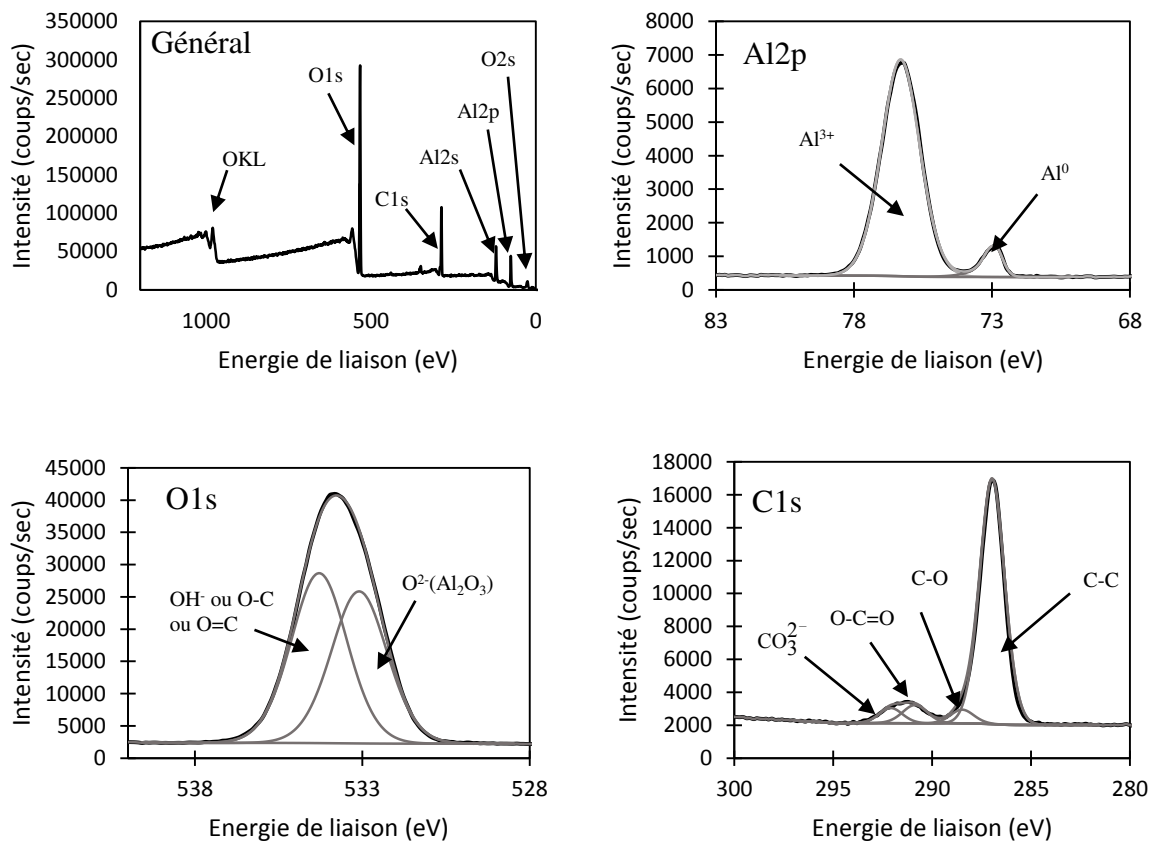 Général
Intensité (coups/sec)
350000
300000
250000
200000
150000
100000
50000
0
OKL
O1s
C1s
Al2s
Al2p
O2s
1000
500
0
Energie de liaison (eV)
Al2p
Intensité (coups/sec)
8000
7000
6000
5000
4000
3000
2000
1000
0
Al³⁺
Al⁰
83
78
73
68
Energie de liaison (eV)
O1s
Intensité (coups/sec)
45000
40000
35000
30000
25000
20000
15000
10000
5000
0
OH⁻ ou O-C
ou O=C
O²⁻(Al₂O₃)
538
533
528
Energie de liaison (eV)
C1s
Intensité (coups/sec)
18000
16000
14000
12000
10000
8000
6000
4000
2000
0
CO₃²⁻
O-C=O
C-O
C-C
300
295
290
285
280
Energie de liaison (eV)